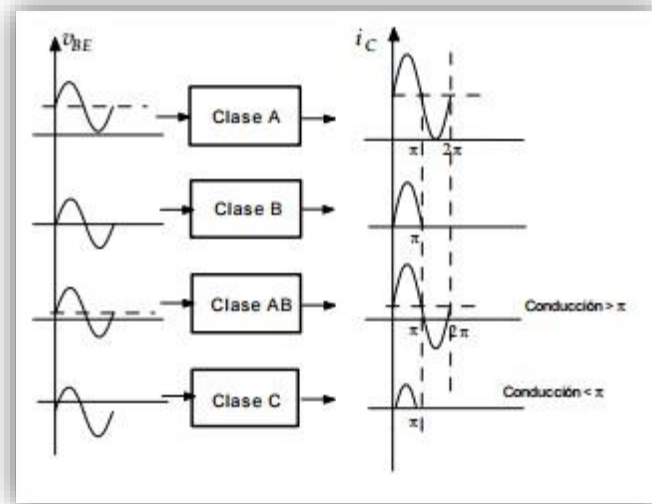 v_BE
i_C
Clase A
π 2π
Clase B
π
Clase AB
π 2π
Conducción > π
Clase C
π
Conducción < π